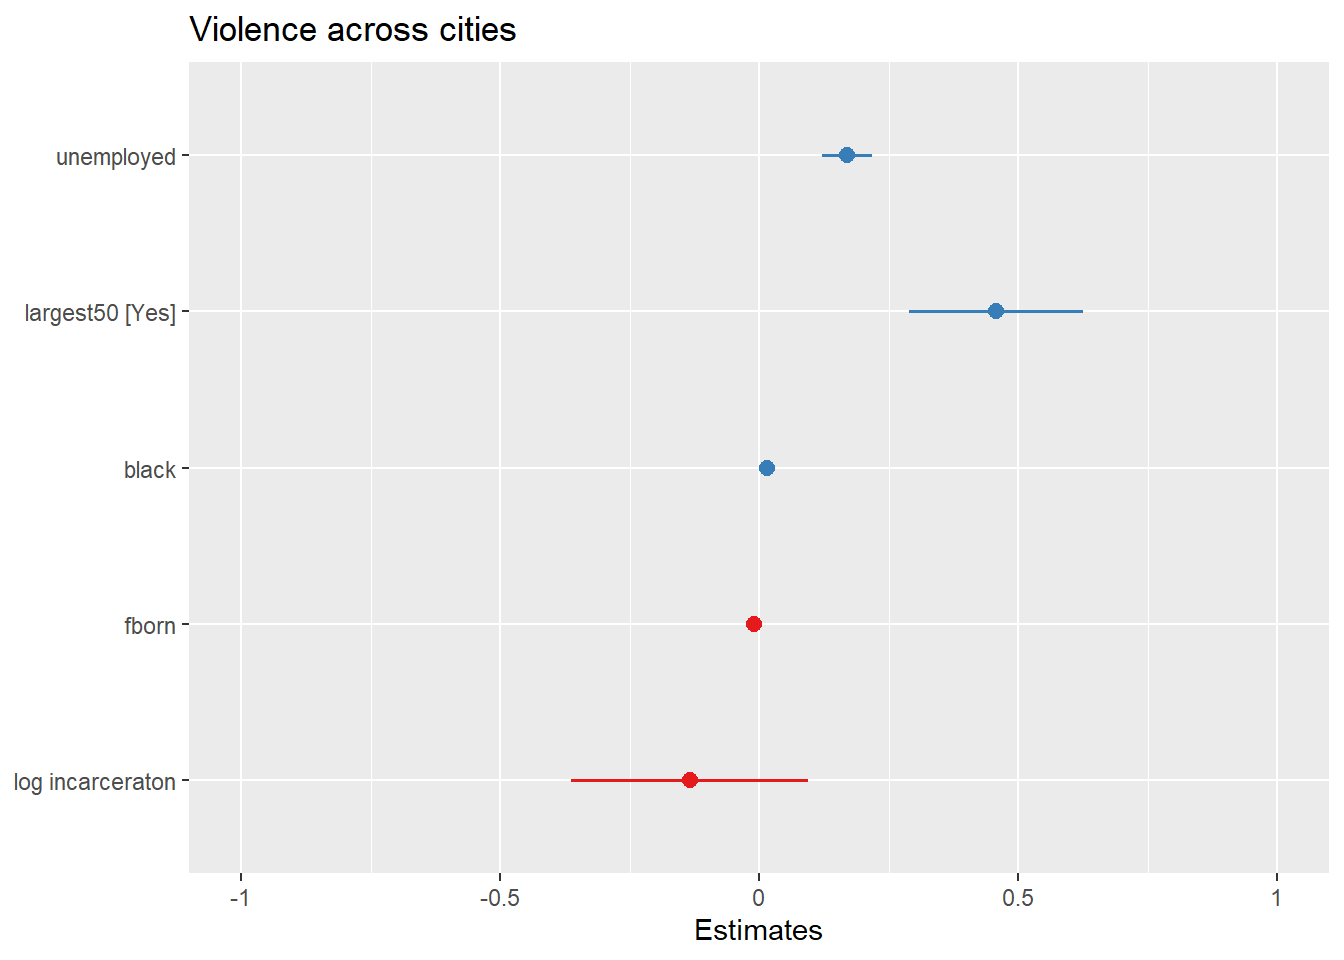 Violence across cities
unemployed
largest50 [Yes]
black
fborn
log incarceraton
-1 -0.5 0 0.5 1
Estimates